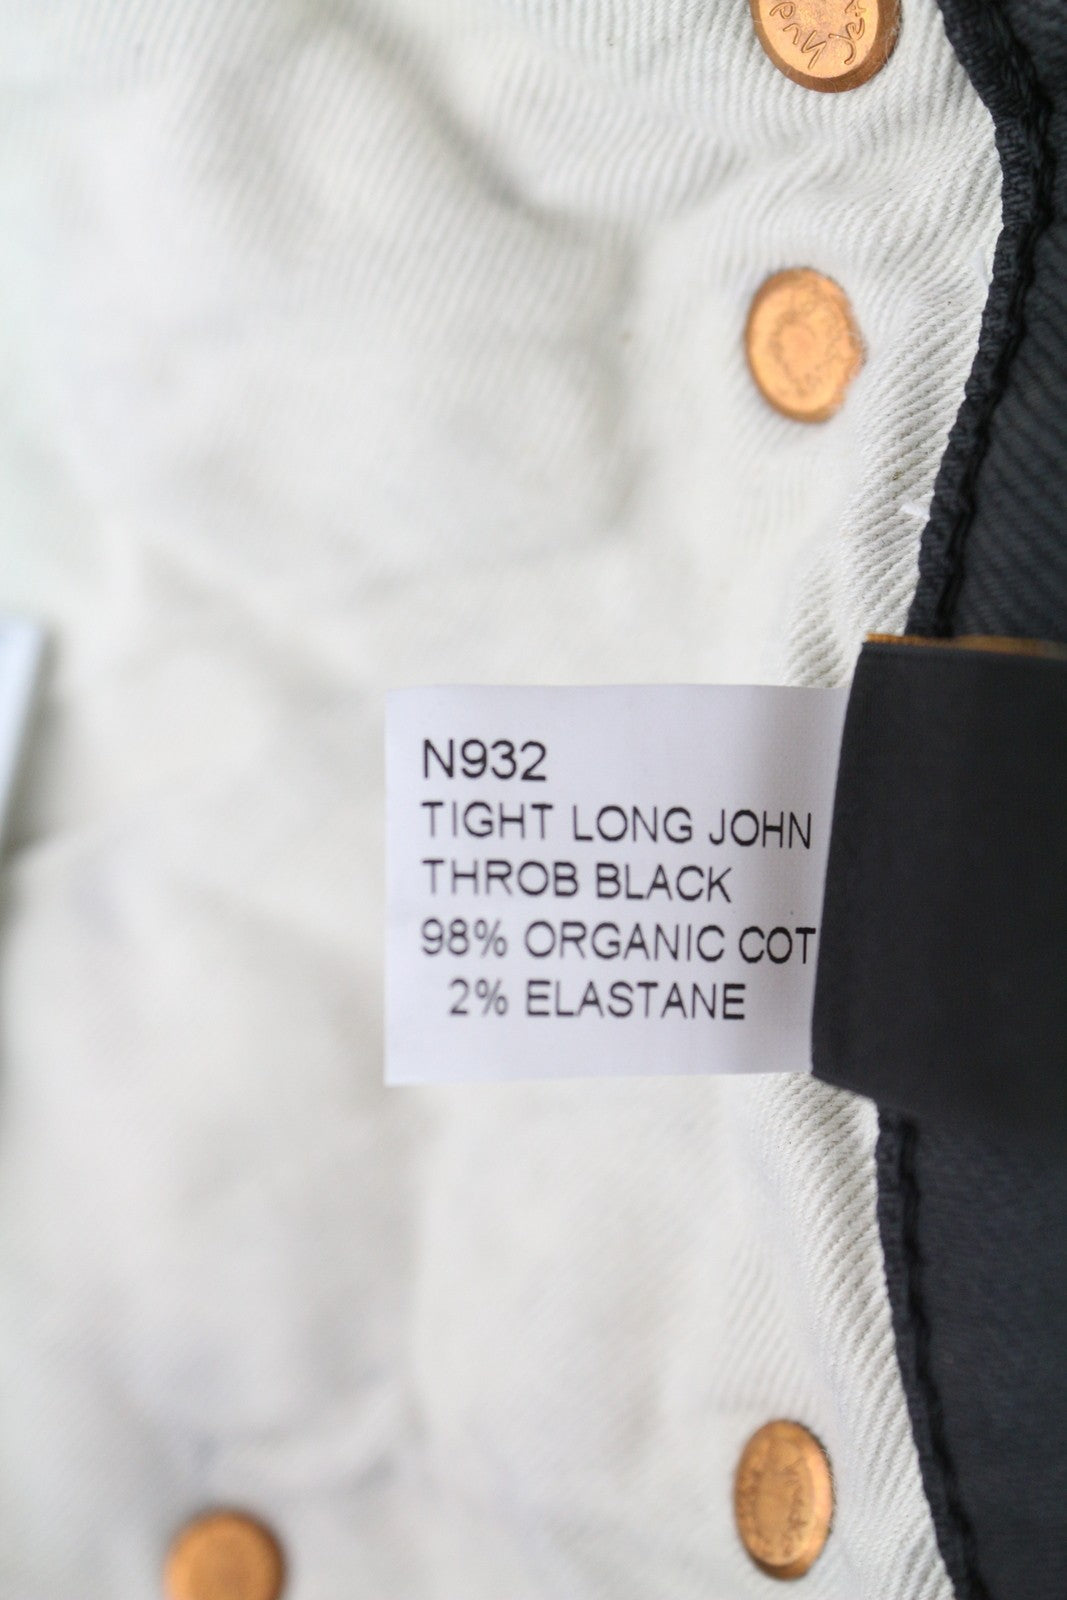 N932
TIGHT LONG JOHN
THROB BLACK
98% ORGANIC COT
2% ELASTANE